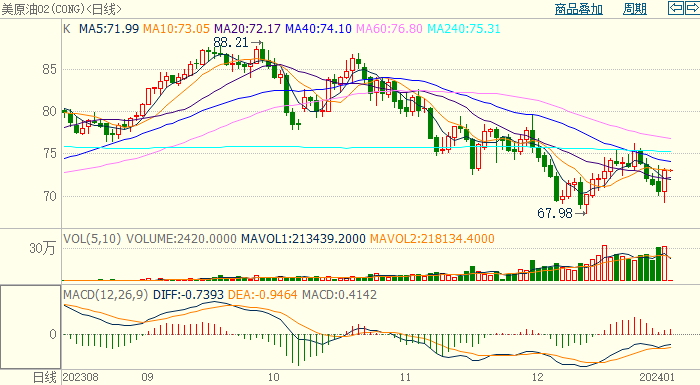 美原油02(CONG)<日线> 商品叠加 周期
K MA5:71.99 MA10:73.05 MA20:72.17 MA40:74.10 MA60:76.80 MA240:75.31
88.21
85
80
75
70
67.98
VOL(5,10) VOLUME:2420.0000 MAVOL1:213439.2000 MAVOL2:218134.4000
30万
MACD(12,26,9) DIFF:-0.7393 DEA:-0.9464 MACD:0.4142
0
日线 202308 09 10 11 12 202401